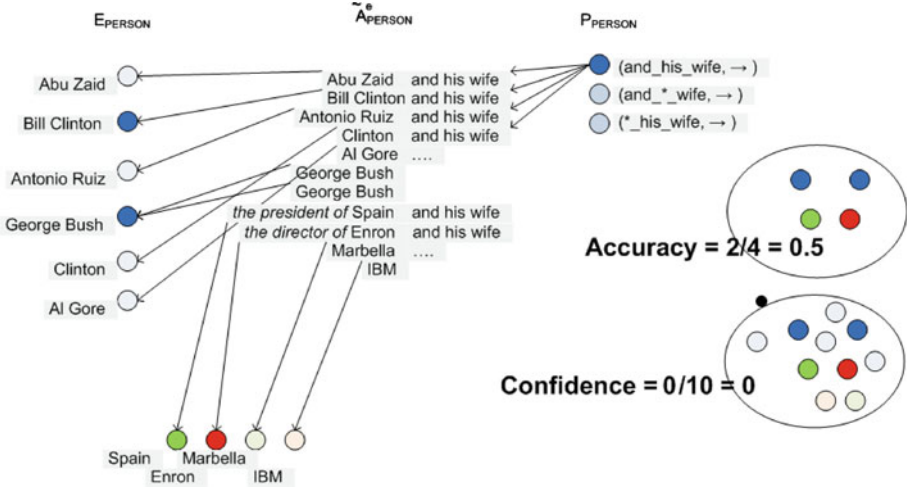 E PERSON
Ã e PERSON
P PERSON
Abu Zaid
Bill Clinton
Antonio Ruiz
George Bush
Clinton
Al Gore
Abu Zaid and his wife
Bill Clinton and his wife
Antonio Ruiz and his wife
Clinton and his wife
Al Gore ....
George Bush
George Bush
the president of Spain and his wife
the director of Enron and his wife
Marbella ....
IBM
(and_his_wife, → )
(and_*_wife, → )
(*_his_wife, → )
Accuracy = 2/4 = 0.5
Confidence = 0/10 = 0
Spain Marbella
Enron IBM